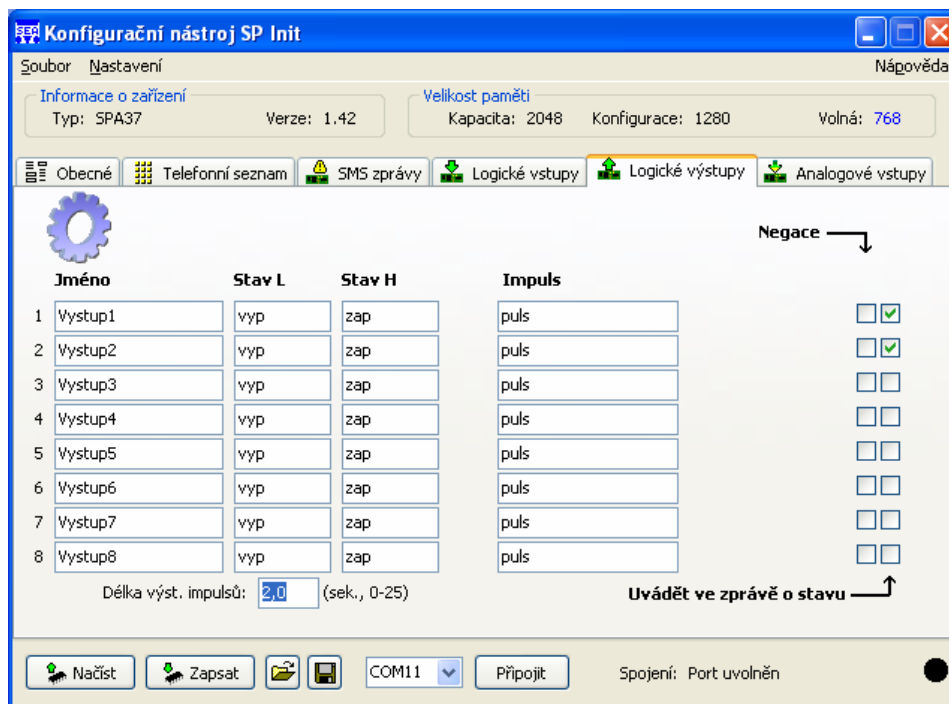 SEA Konfigurační nástroj SP Init
Soubor Nastavení Nápověda
Informace o zařízení Velikost paměti
Typ: SPA37 Verze: 1.42 Kapacita: 2048 Konfigurace: 1280 Volná: 768
Obecné Telefonní seznam SMS zprávy Logické vstupy Logické výstupy Analogové vstupy
Negace
Jméno Stav L Stav H Impuls
1 Vystup1 vyp zap puls
2 Vystup2 vyp zap puls
3 Vystup3 vyp zap puls
4 Vystup4 vyp zap puls
5 Vystup5 vyp zap puls
6 Vystup6 vyp zap puls
7 Vystup7 vyp zap puls
8 Vystup8 vyp zap puls
Délka výst. impulsů: 2,0 (sek., 0-25) Uvádět ve zprávě o stavu
Načíst Zapsat COM11 Připojit Spojení: Port uvolněn